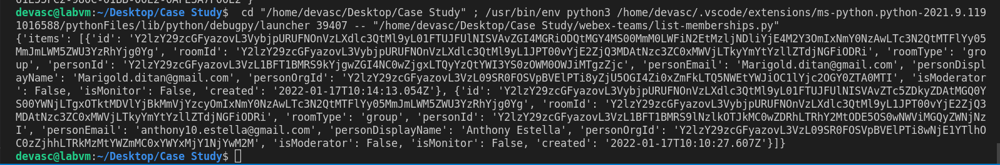 devasc@labvm:~/Desktop/Case Study$  cd "/home/devasc/Desktop/Case Study" ; /usr/bin/env python3 /home/devasc/.vscode/extensions/ms-python.python-2021.9.119
1016588/pythonFiles/lib/python/debugpy/launcher 39407 -- "/home/devasc/Desktop/Case Study/webex-teams/list-memberships.py"
{'items': [{'id': 'Y2lzY29zcGFyazovL3VybjpURUFNOnVzLXdlc3QtMl9yL01FTUJFUlNISVAvZGI4MGRiODQtMGY4MS00MmM0LWFiN2EtMzljNDliYjE4M2Y3OmIxNmY0NzAwLTc3N2QtMTFlYy05
MmJmLWM5ZWU3YzRhYjg0Yg', 'roomId': 'Y2lzY29zcGFyazovL3VybjpURUFNOnVzLXdlc3QtMl9yL1JPT00vYjE2ZjQ3MDAtNzc3ZC0xMWVjLTkyYmYtYzllZTdjNGFiODRi', 'roomType': 'gro
up', 'personId': 'Y2lzY29zcGFyazovL3VzL1BFT1BMRS9kYjgwZGI4NC0wZjgxLTQyYzQtYWI3YS0zOWM0OWJiMTgzZjc', 'personEmail': 'Marigold.ditan@gmail.com', 'personDispl
ayName': 'Marigold.ditan@gmail.com', 'personOrgId': 'Y2lzY29zcGFyazovL3VzL09SR0FOSVpBVElPTi8yZjU5OGI4Zi0xZmFkLTQ5NWEtYWJiOC1lYjc2OGY0ZTA0MTI', 'isModerator
': False, 'isMonitor': False, 'created': '2022-01-17T10:14:13.054Z'}, {'id': 'Y2lzY29zcGFyazovL3VybjpURUFNOnVzLXdlc3QtMl9yL01FTUJFUlNISVAvZTc5ZDkyZDAtMGQ0Y
S00YWNjLTgxOTktMDVlYjBkMmVjYzcyOmIxNmY0NzAwLTc3N2QtMTFlYy05MmJmLWM5ZWU3YzRhYjg0Yg', 'roomId': 'Y2lzY29zcGFyazovL3VybjpURUFNOnVzLXdlc3QtMl9yL1JPT00vYjE2ZjQ3
MDAtNzc3ZC0xMWVjLTkyYmYtYzllZTdjNGFiODRi', 'roomType': 'group', 'personId': 'Y2lzY29zcGFyazovL3VzL1BFT1BMRS9lNzlkOTJkMC0wZDRhLTRhY2MtODE5OS0wNWViMGQyZWNjNz
I', 'personEmail': 'anthony10.estella@gmail.com', 'personDisplayName': 'Anthony Estella', 'personOrgId': 'Y2lzY29zcGFyazovL3VzL09SR0FOSVpBVElPTi8wNjE1YTlhO
C0zZjhhLTRkMzMtYWZmMC0xYWYxMjY1NjYwM2M', 'isModerator': False, 'isMonitor': False, 'created': '2022-01-17T10:10:27.607Z'}]}
devasc@labvm:~/Desktop/Case Study$